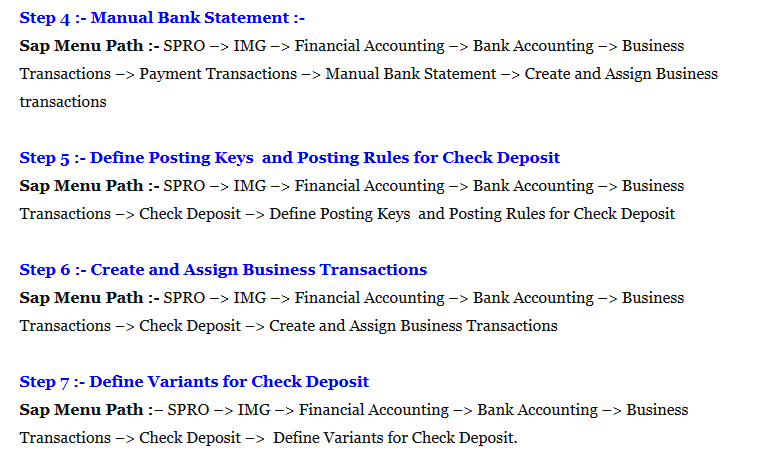 Step 4 :- Manual Bank Statement :-
Sap Menu Path :- SPRO –> IMG –> Financial Accounting –> Bank Accounting –> Business
Transactions –> Payment Transactions –> Manual Bank Statement –> Create and Assign Business
transactions
Step 5 :- Define Posting Keys  and Posting Rules for Check Deposit
Sap Menu Path :- SPRO –> IMG –> Financial Accounting –> Bank Accounting –> Business
Transactions –> Check Deposit –> Define Posting Keys  and Posting Rules for Check Deposit
Step 6 :- Create and Assign Business Transactions
Sap Menu Path :- SPRO –> IMG –> Financial Accounting –> Bank Accounting –> Business
Transactions –> Check Deposit –> Create and Assign Business Transactions
Step 7 :- Define Variants for Check Deposit
Sap Menu Path :– SPRO –> IMG –> Financial Accounting –> Bank Accounting –> Business
Transactions –> Check Deposit –>  Define Variants for Check Deposit.